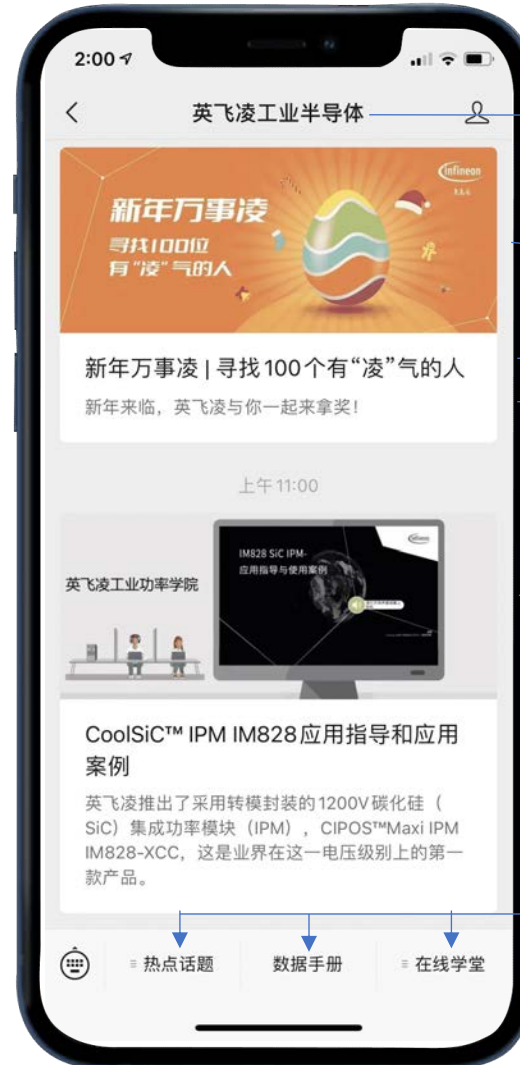 2:00
英飞凌工业半导体
infineon
新年万事凌
寻找100位
有“凌”气的人
新年万事凌 | 寻找100个有“凌”气的人
新年来临，英飞凌与你一起来拿奖！
上午 11:00
英飞凌工业功率学院
IM828 SiC IPM-
应用指导与使用案例
infineon
CoolSiC™ IPM IM828应用指导和应用
案例
英飞凌推出了采用转模封装的1200V碳化硅（
SiC）集成功率模块（IPM），CIPOS™Maxi IPM
IM828-XCC，这是业界在这一电压级别上的第一
款产品。
热点话题
数据手册
在线学堂